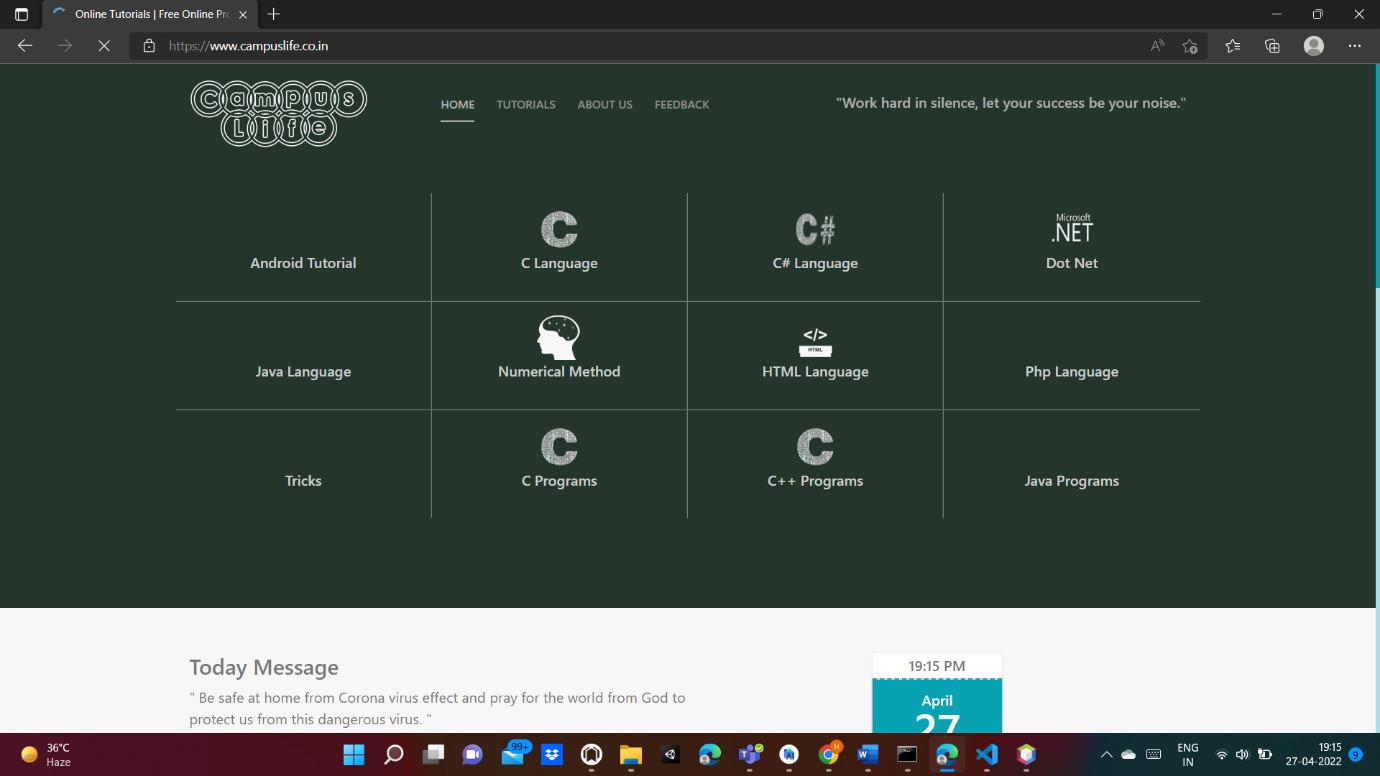 Online Tutorials | Free Online Pro
https://www.campuslife.co.in
Campus
Life
HOME TUTORIALS ABOUT US FEEDBACK
"Work hard in silence, let your success be your noise."
C C# Microsoft
.NET
Android Tutorial C Language C# Language Dot Net
</>
HTML
Java Language Numerical Method HTML Language Php Language
C C
Tricks C Programs C++ Programs Java Programs
Today Message
19:15 PM
" Be safe at home from Corona virus effect and pray for the world from God to
protect us from this dangerous virus. "
April
27
36°C
Haze
99+
H
ENG
IN
19:15
27-04-2022
9